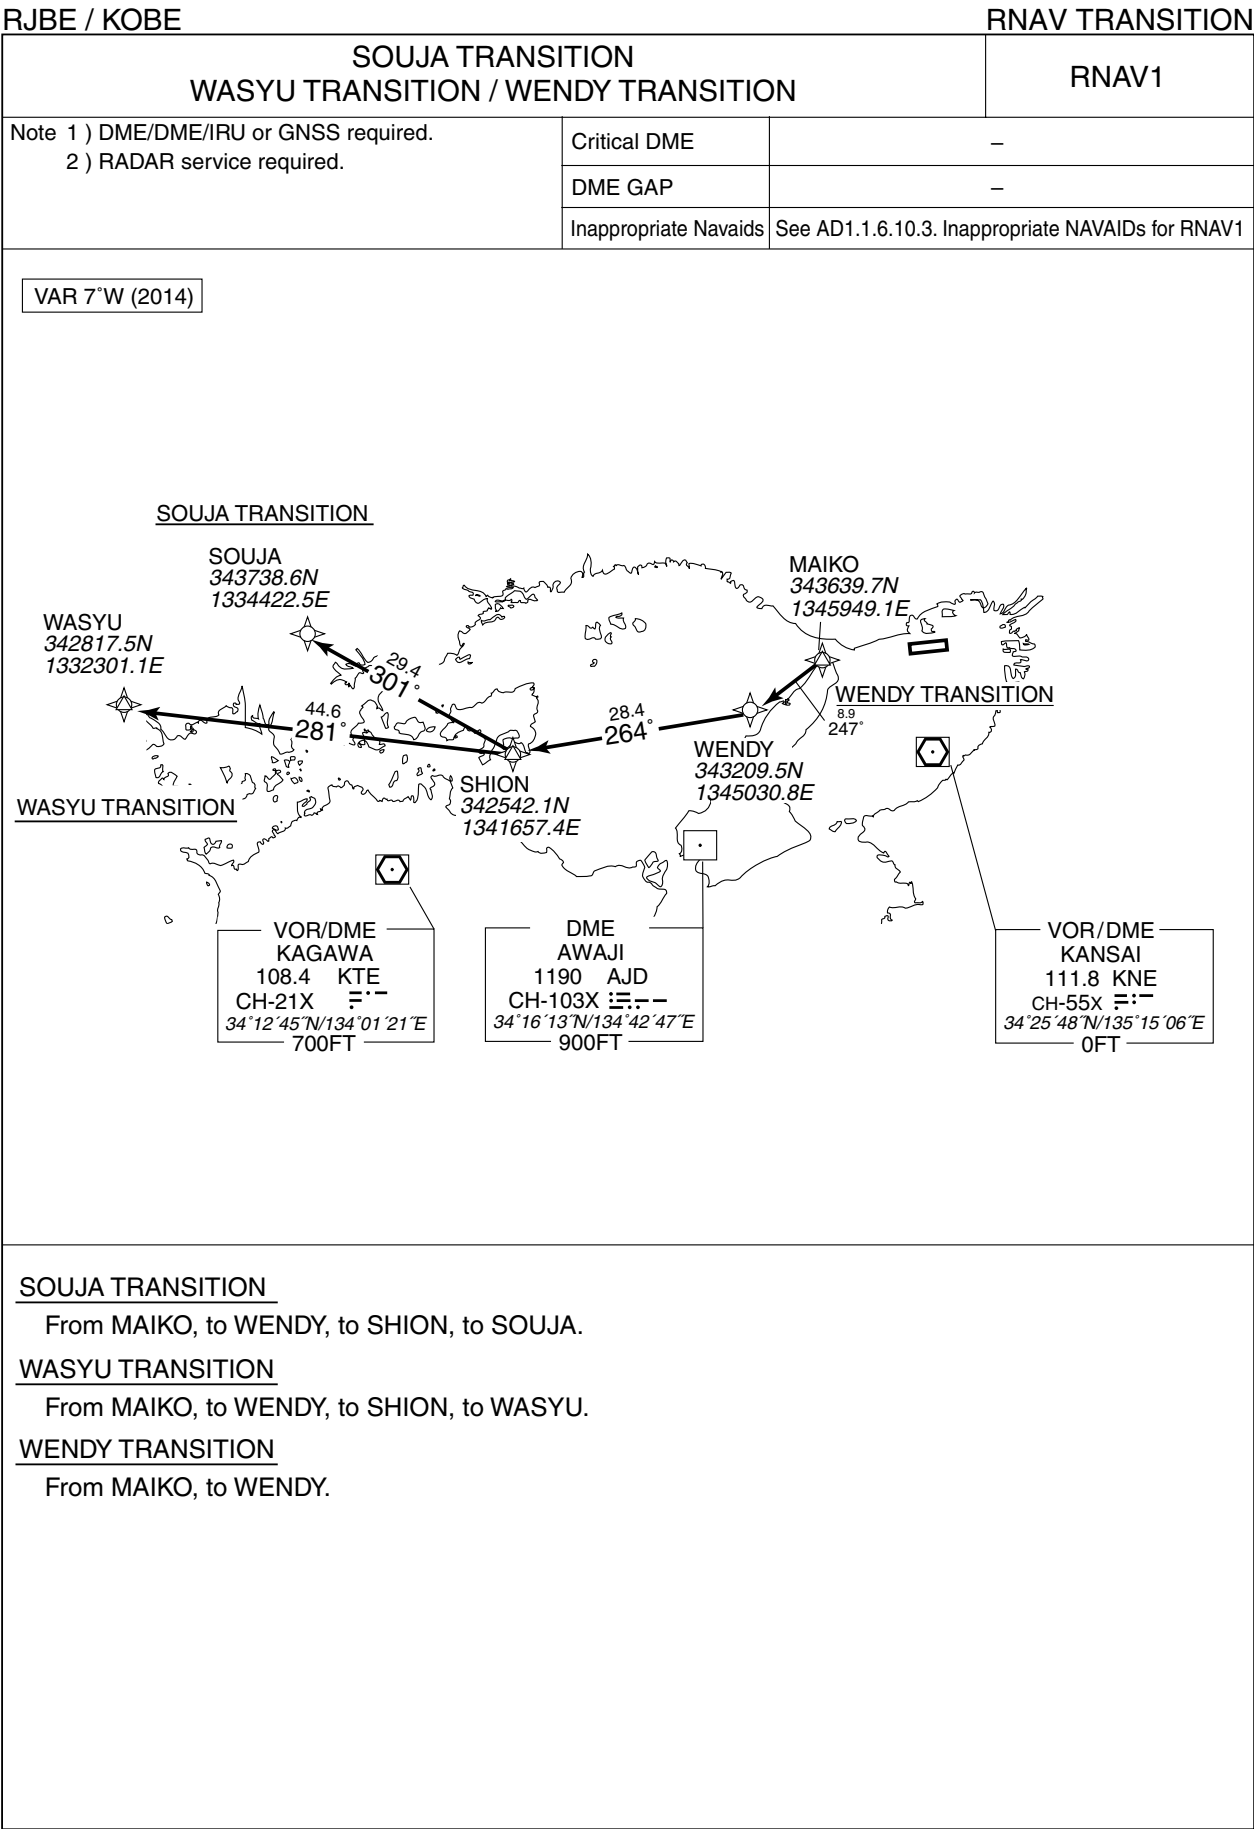 RJBE / KOBE
RNAV TRANSITION
SOUJA TRANSITION
WASYU TRANSITION / WENDY TRANSITION
RNAV1
Note 1 ) DME/DME/IRU or GNSS required.
2 ) RADAR service required.
Critical DME
–
DME GAP
–
Inappropriate Navaids
See AD1.1.6.10.3. Inappropriate NAVAIDs for RNAV1
VAR 7˚W (2014)
SOUJA TRANSITION
SOUJA
343738.6N
1334422.5E
MAIKO
343639.7N
1345949.1E
WASYU
342817.5N
1332301.1E
29.4
301˚
WENDY TRANSITION
44.6
281˚
28.4
264˚
8.9
247˚
WENDY
343209.5N
1345030.8E
SHION
342542.1N
1341657.4E
WASYU TRANSITION
VOR/DME
KAGAWA
108.4 KTE
CH-21X
34˚12´45˝N/134˚01´21˝E
700FT
DME
AWAJI
1190 AJD
CH-103X
34˚16´13˝N/134˚42´47˝E
900FT
VOR/DME
KANSAI
111.8 KNE
CH-55X
34˚25´48˝N/135˚15´06˝E
0FT
SOUJA TRANSITION
From MAIKO, to WENDY, to SHION, to SOUJA.
WASYU TRANSITION
From MAIKO, to WENDY, to SHION, to WASYU.
WENDY TRANSITION
From MAIKO, to WENDY.